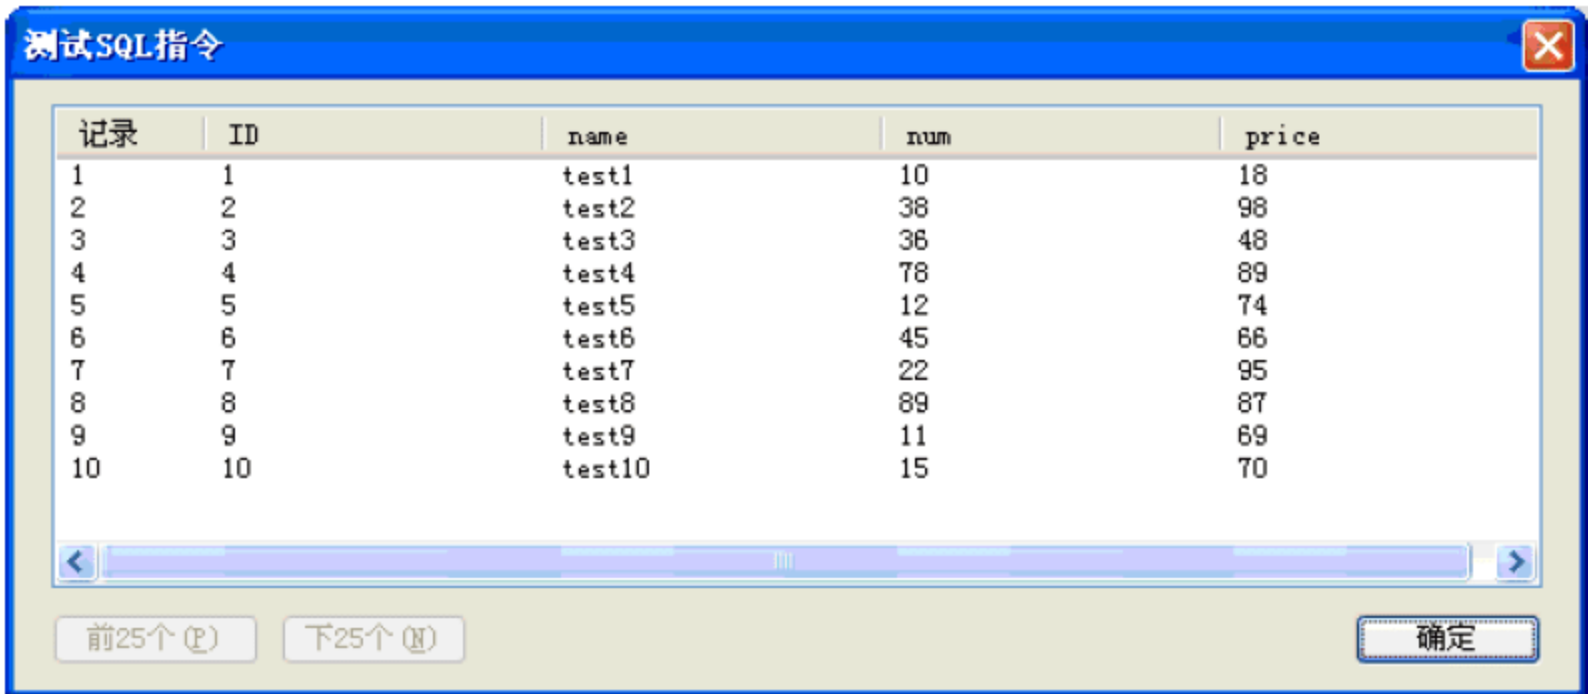 测试SQL指令
记录 ID name num price
1 1 test1 10 18
2 2 test2 38 98
3 3 test3 36 48
4 4 test4 78 89
5 5 test5 12 74
6 6 test6 45 66
7 7 test7 22 95
8 8 test8 89 87
9 9 test9 11 69
10 10 test10 15 70
前25个(P) 下25个(N) 确定